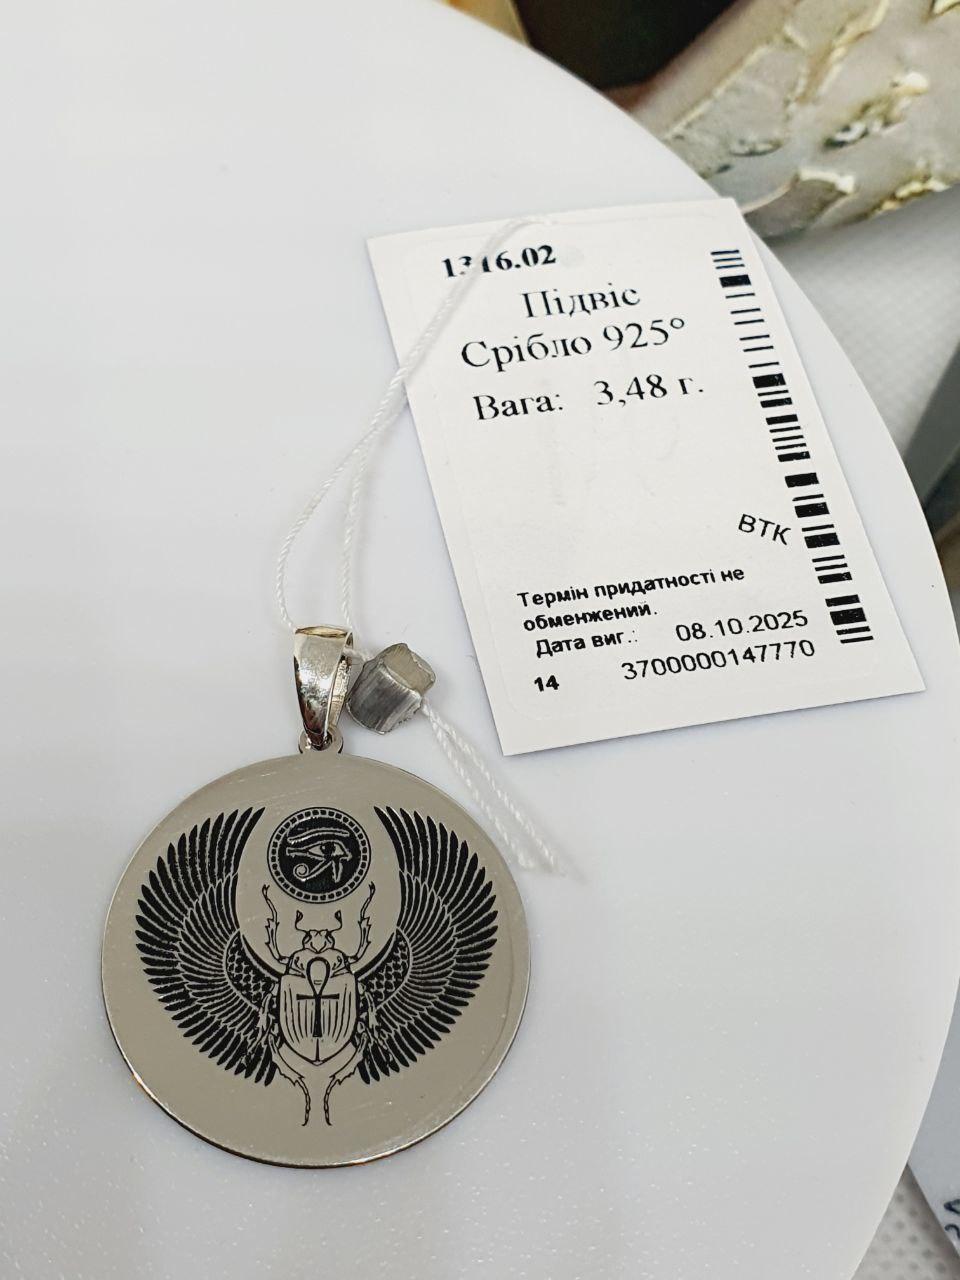 1316.02
Підвіс
Срібло 925°
Вага: 3,48 г.
ВТК
Термін придатності не
обменжений.
Дата виг.: 08.10.2025
3700000147770
14